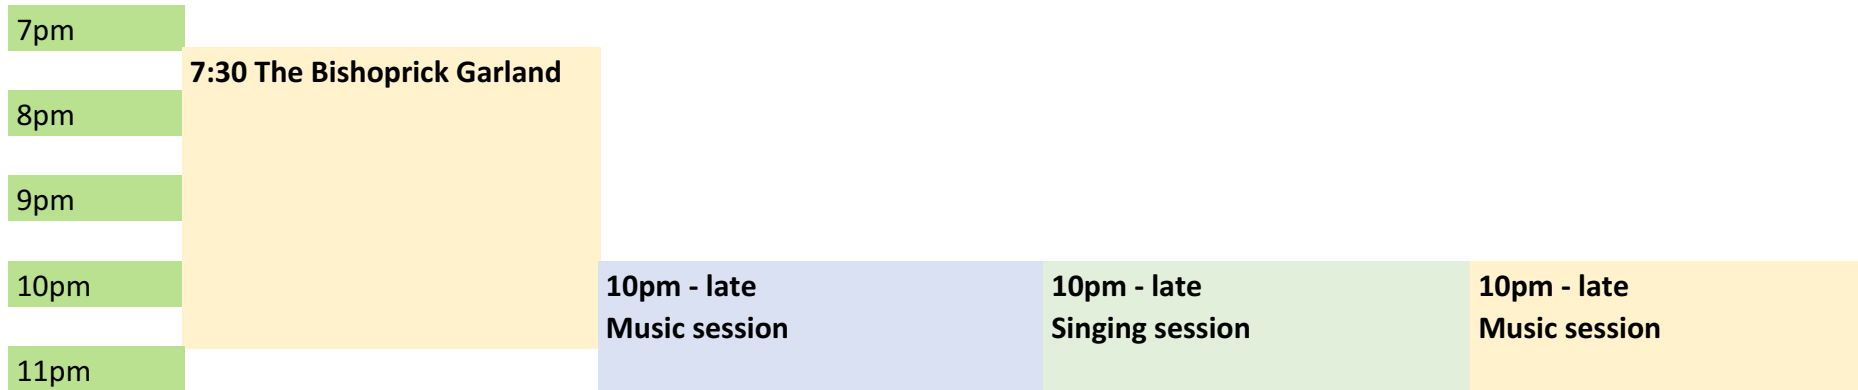 7pm
7:30 The Bishoprick Garland
8pm
9pm
10pm
10pm - late
Music session
10pm - late
Singing session
10pm - late
Music session
11pm